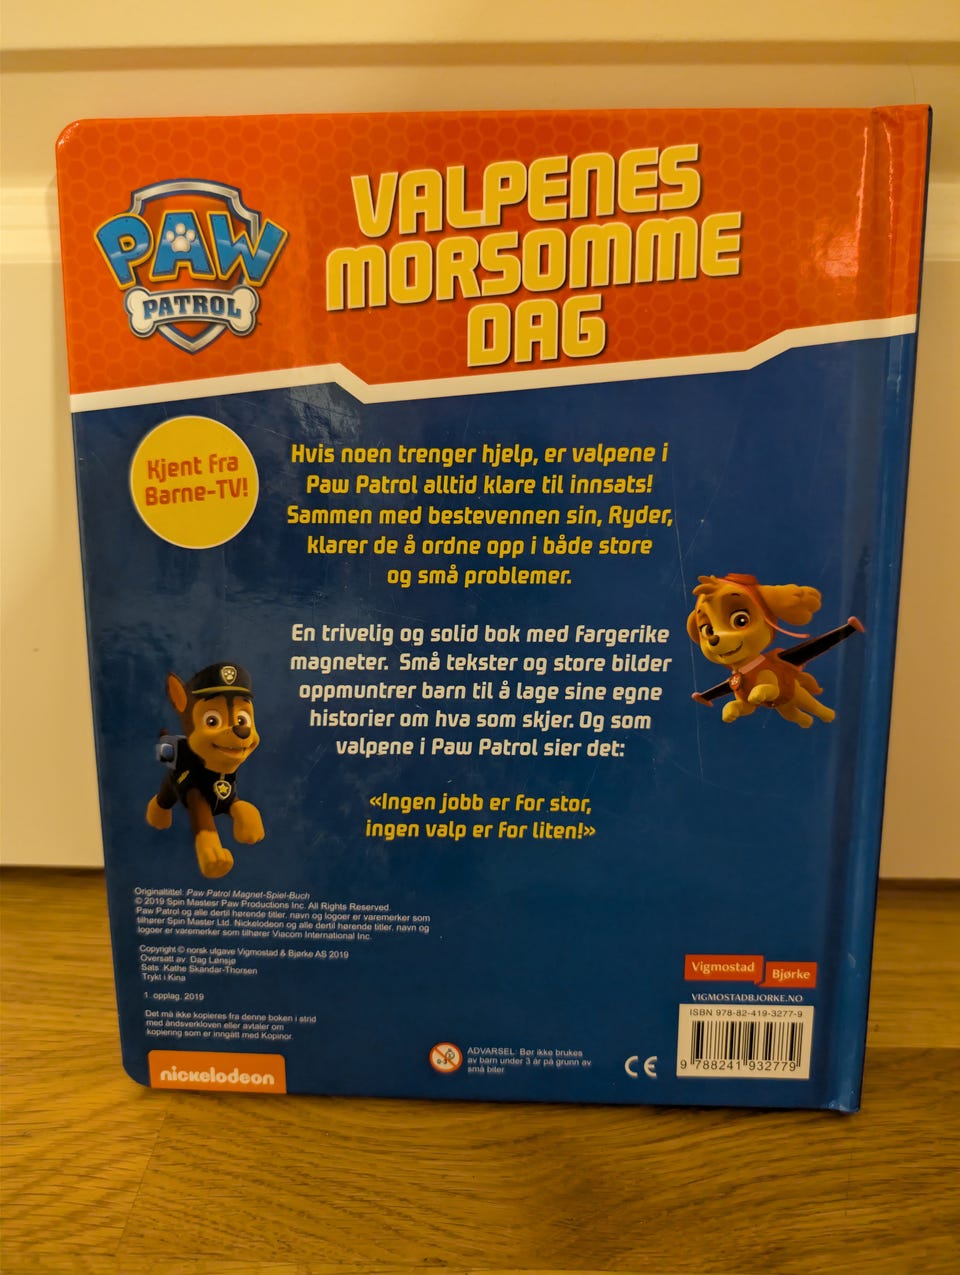 PAW
PATROL
VALPENES
MORSOMME
DAG
Kjent fra
Barne-TV!
Hvis noen trenger hjelp, er valpene i
Paw Patrol alltid klare til innsats!
Sammen med bestevennen sin, Ryder,
klarer de å ordne opp i både store
og små problemer.
En trivelig og solid bok med fargerike
magneter. Små tekster og store bilder
oppmuntrer barn til å lage sine egne
historier om hva som skjer. Og som
valpene i Paw Patrol sier det:
«Ingen jobb er for stor,
ingen valp er for liten!»
Originaltittel: Paw Patrol Magnet-Spiel-Buch
© 2019 Spin Mastesr Paw Productions Inc. All Rights Reserved.
Paw Patrol og alle dertil hørende titler, navn og logoer er varemerker som
tilhører Spin Master Ltd. Nickelodeon og alle dertil hørende titler, navn og
logoer er varemerker som tilhører Viacom International Inc.
Copyright © norsk utgave Vigmostad & Bjørke AS 2019
Oversatt av: Dag Lønsjø
Sats: Kathe Skandar-Thorsen
Trykt i Kina
1. opplag, 2019
Det må ikke kopieres fra denne boken i strid
med åndsverkloven eller avtaler om
kopiering som er inngått med Kopinor.
nickelodeon
0-3
ADVARSEL: Bør ikke brukes
av barn under 3 år på grunn av
små biter
CE
Vigmostad Bjørke
VIGMOSTADBJORKE.NO
ISBN 978-82-419-3277-9
9 788241 932779